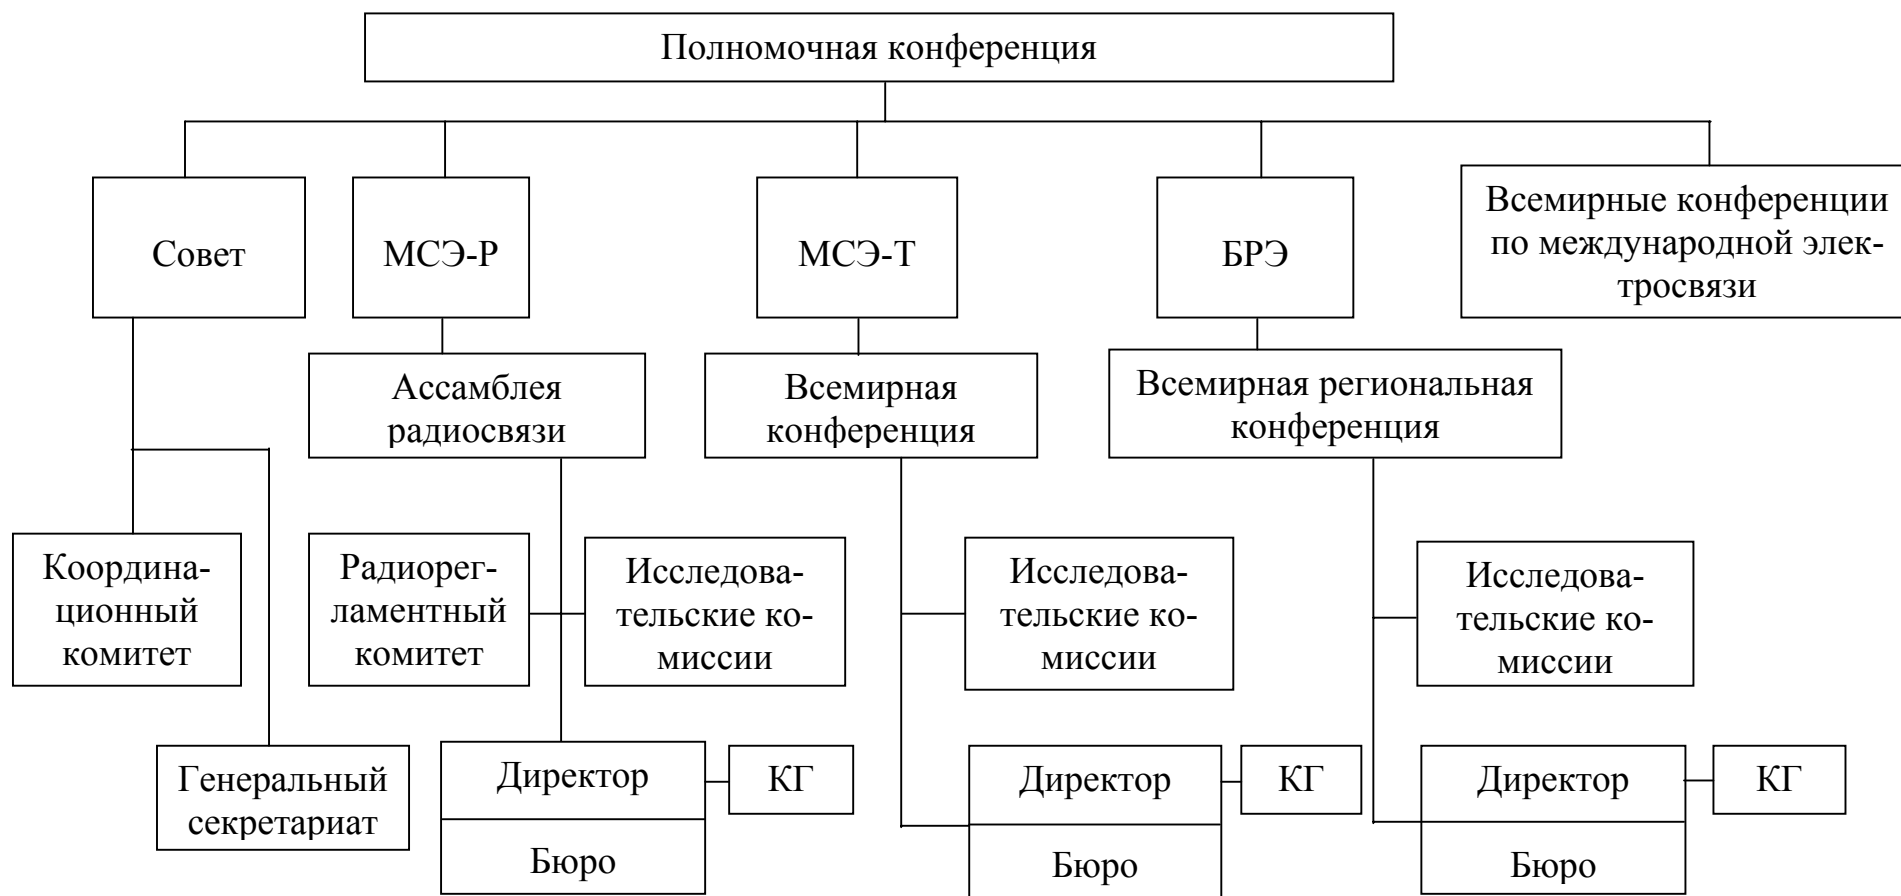 Полномочная конференция
Совет
МСЭ-Р
МСЭ-Т
БРЭ
Всемирные конференции
по международной элек-
тросвязи
Ассамблея
радиосвязи
Всемирная
конференция
Всемирная региональная
конференция
Координа-
ционный
комитет
Радиорег-
ламентный
комитет
Исследова-
тельские ко-
миссии
Исследова-
тельские ко-
миссии
Исследова-
тельские ко-
миссии
Генеральный
секретариат
Директор
Бюро
КГ
Директор
Бюро
КГ
Директор
Бюро
КГ